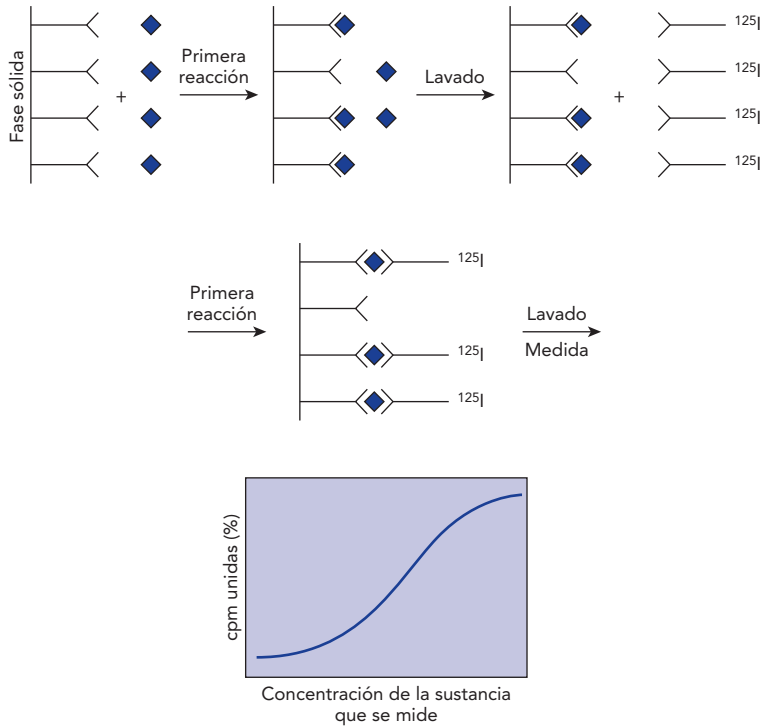 Fase sólida
+
Primera
reacción
Lavado
+
125I
125I
125I
125I
Primera
reacción
125I
125I
125I
Lavado
Medida
cpm unidas (%)
Concentración de la sustancia
que se mide